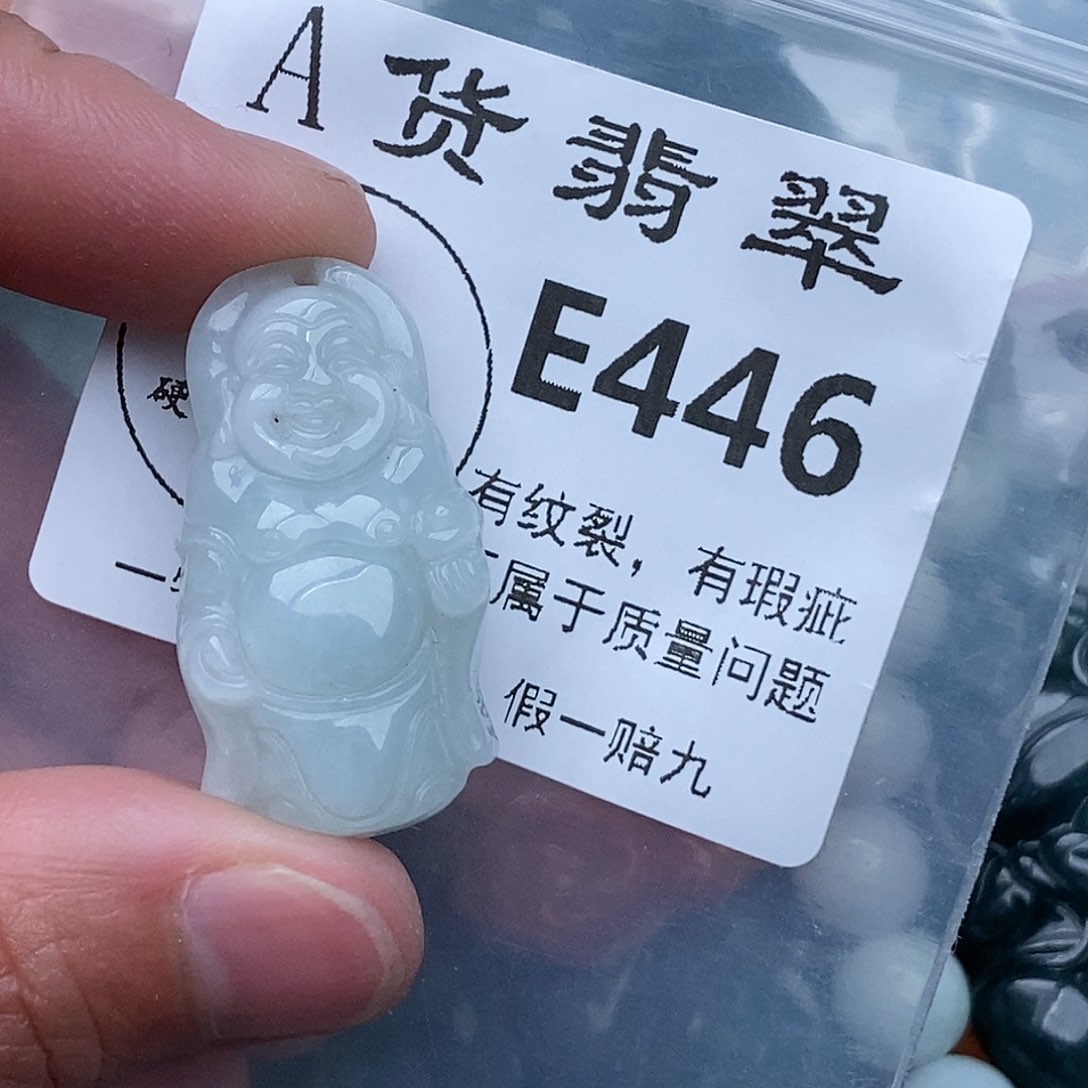 A货翡翠
E446
硬
有纹裂，有瑕疵
属于质量问题
假一赔九